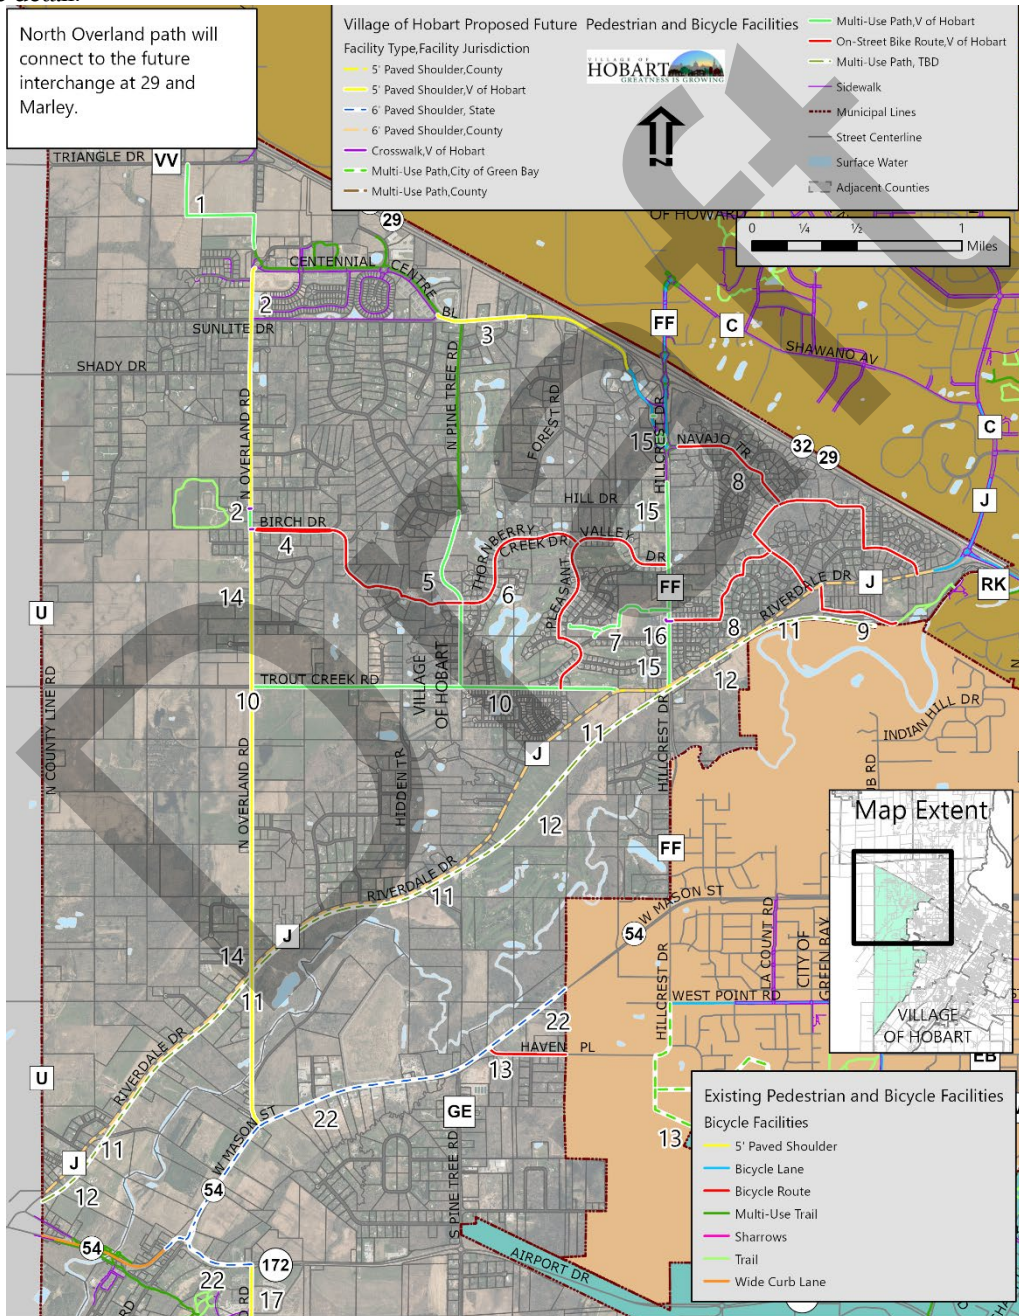 North Overland path will
connect to the future
interchange at 29 and
Marley.
Village of Hobart Proposed Future Pedestrian and Bicycle Facilities
Facility Type,Facility Jurisdiction
5' Paved Shoulder,County
5' Paved Shoulder,V of Hobart
6' Paved Shoulder, State
6' Paved Shoulder,County
Crosswalk,V of Hobart
Multi-Use Path,City of Green Bay
Multi-Use Path,County
VILLAGE OF
HOBART
GREATNESS IS GROWING
N
Multi-Use Path,V of Hobart
On-Street Bike Route,V of Hobart
Multi-Use Path, TBD
Sidewalk
Municipal Lines
Street Centerline
Surface Water
Adjacent Counties
0 ¼ ½ 1
Miles
Draft
TRIANGLE DR
VV
1
29
OF HOWARD
CENTENNIAL
CENTRE
BL
2
3
SUNLITE DR
FF
C
SHAWANO AV
SHADY DR
N OVERLAND RD
N PINE TREE RD
FOREST RD
HILLCREST DR
15
NAVAJO TR
32
29
C
8
J
HILL DR
15
2
BIRCH DR
4
THORNBERRY
CREEK DR
VALLEY
DR
PLEASANT
5
6
FF
RIVERDALE DR
J
RK
U
14
7
16
8
11
9
15
N COUNTY LINE RD
TROUT CREEK RD
VILLAGE
OF HOBART
10
10
12
11
J
HILLCREST DR
INDIAN HILL DR
N OVERLAND RD
HIDDEN TR
12
FF
RIVERDALE DR
11
W MASON ST
54
LA COUNT RD
CITY OF
GREEN BAY
J
14
11
HILLCREST DR
WEST POINT RD
22
HAVEN PL
13
RIVERDALE DR
U
22
GE
W MASON ST
13
11
J
12
54
S PINE TREE RD
54
172
22
17
AIRPORT DR
Map Extent
VILLAGE
OF HOBART
EB
Existing Pedestrian and Bicycle Facilities
Bicycle Facilities
5' Paved Shoulder
Bicycle Lane
Bicycle Route
Multi-Use Trail
Sharrows
Trail
Wide Curb Lane